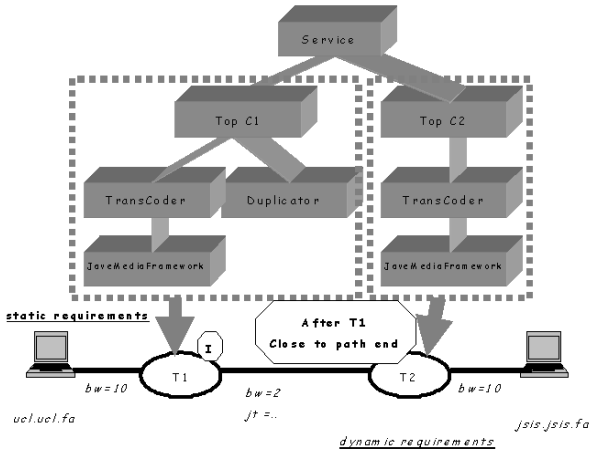 Service
Top C1
Top C2
TransCoder
Duplicator
TransCoder
JaveMediaFramework
JaveMediaFramework
static requirements
After T1
Close to path end
I
T1
T2
bw=10
bw=2
bw=10
jt =..
ucl.ucl.fa
jsis.jsis.fa
dynamic requirements